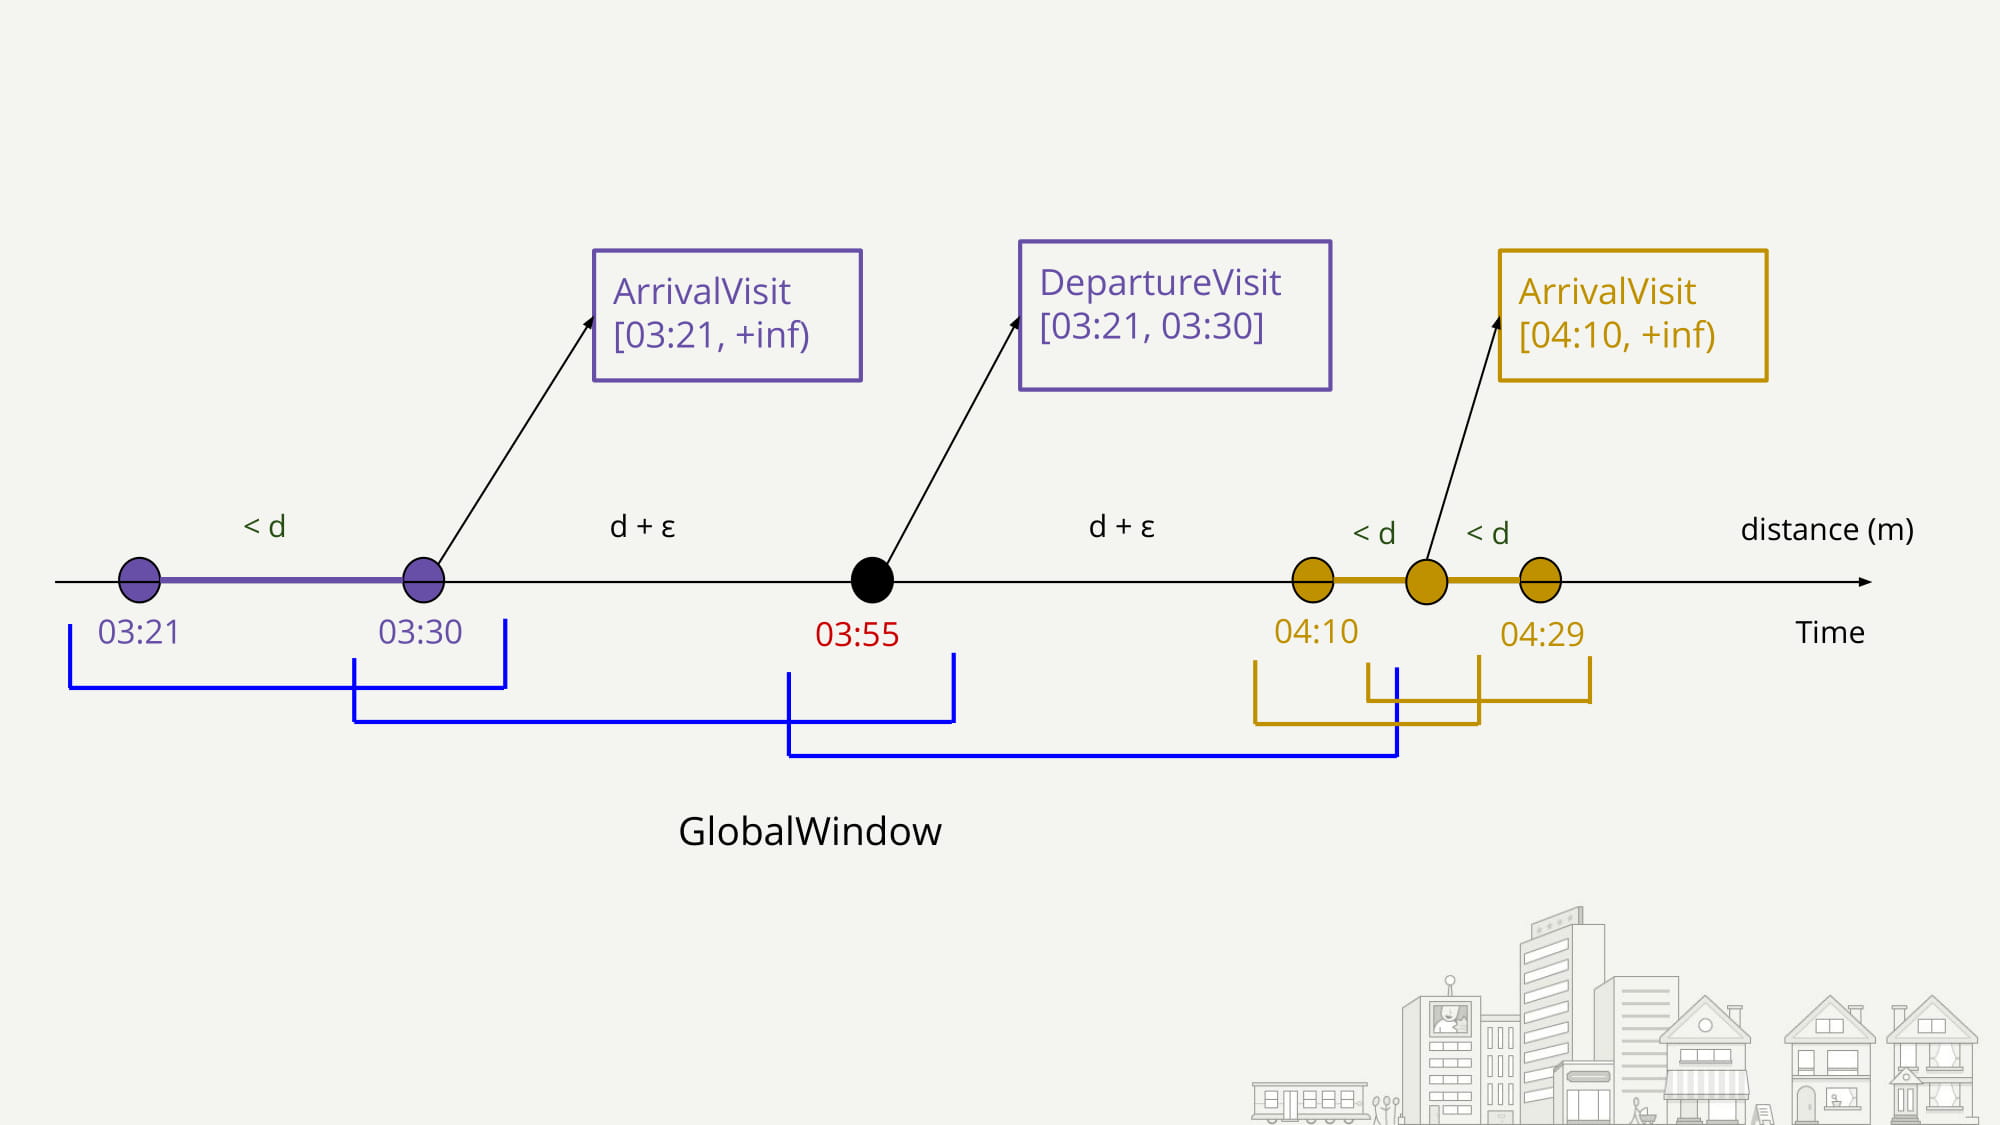 ArrivalVisit
[03:21, +inf)
DepartureVisit
[03:21, 03:30]
ArrivalVisit
[04:10, +inf)
< d
d + ε
d + ε
< d
< d
distance (m)
03:21
03:30
03:55
04:10
04:29
Time
GlobalWindow